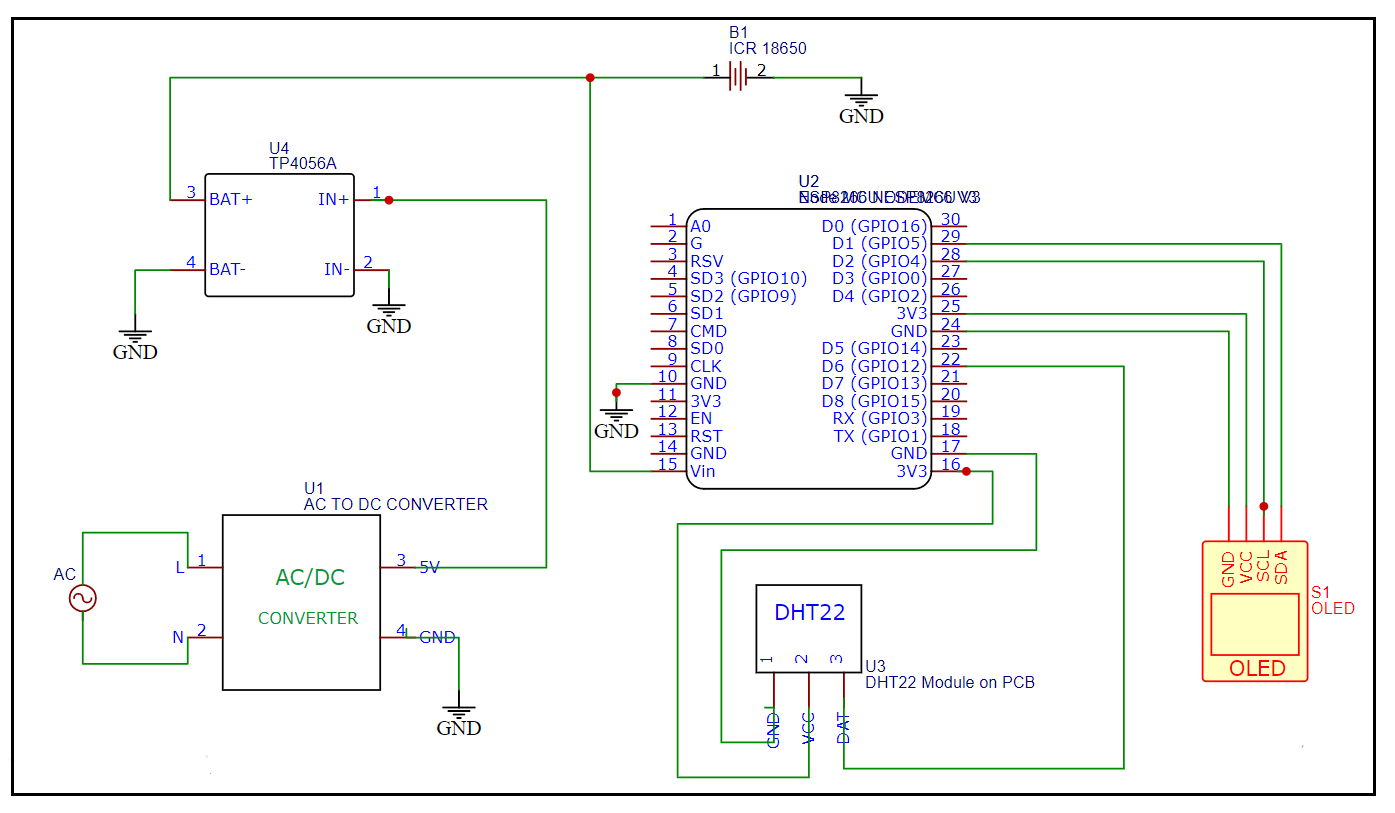 B1
ICR 18650
1
2
GND
U4
TP4056A
3
BAT+
IN+
1
4
BAT-
IN-
2
GND
GND
U2
1
A0
D0 (GPIO16)
30
2
G
D1 (GPIO5)
29
3
RSV
D2 (GPIO4)
28
4
SD3 (GPIO10)
D3 (GPIO0)
27
5
SD2 (GPIO9)
D4 (GPIO2)
26
6
SD1
3V3
25
7
CMD
GND
24
8
SD0
D5 (GPIO14)
23
9
CLK
D6 (GPIO12)
22
10
GND
D7 (GPIO13)
21
11
3V3
D8 (GPIO15)
20
12
EN
RX (GPIO3)
19
13
RST
TX (GPIO1)
18
14
GND
GND
17
15
Vin
3V3
16
GND
U1
AC TO DC CONVERTER
AC
L
1
AC/DC
CONVERTER
3
5V
N
2
4
GND
GND
DHT22
1
2
3
U3
DHT22 Module on PCB
GND
VCC
DAT
GND
VCC
SCL
SDA
S1
OLED
OLED